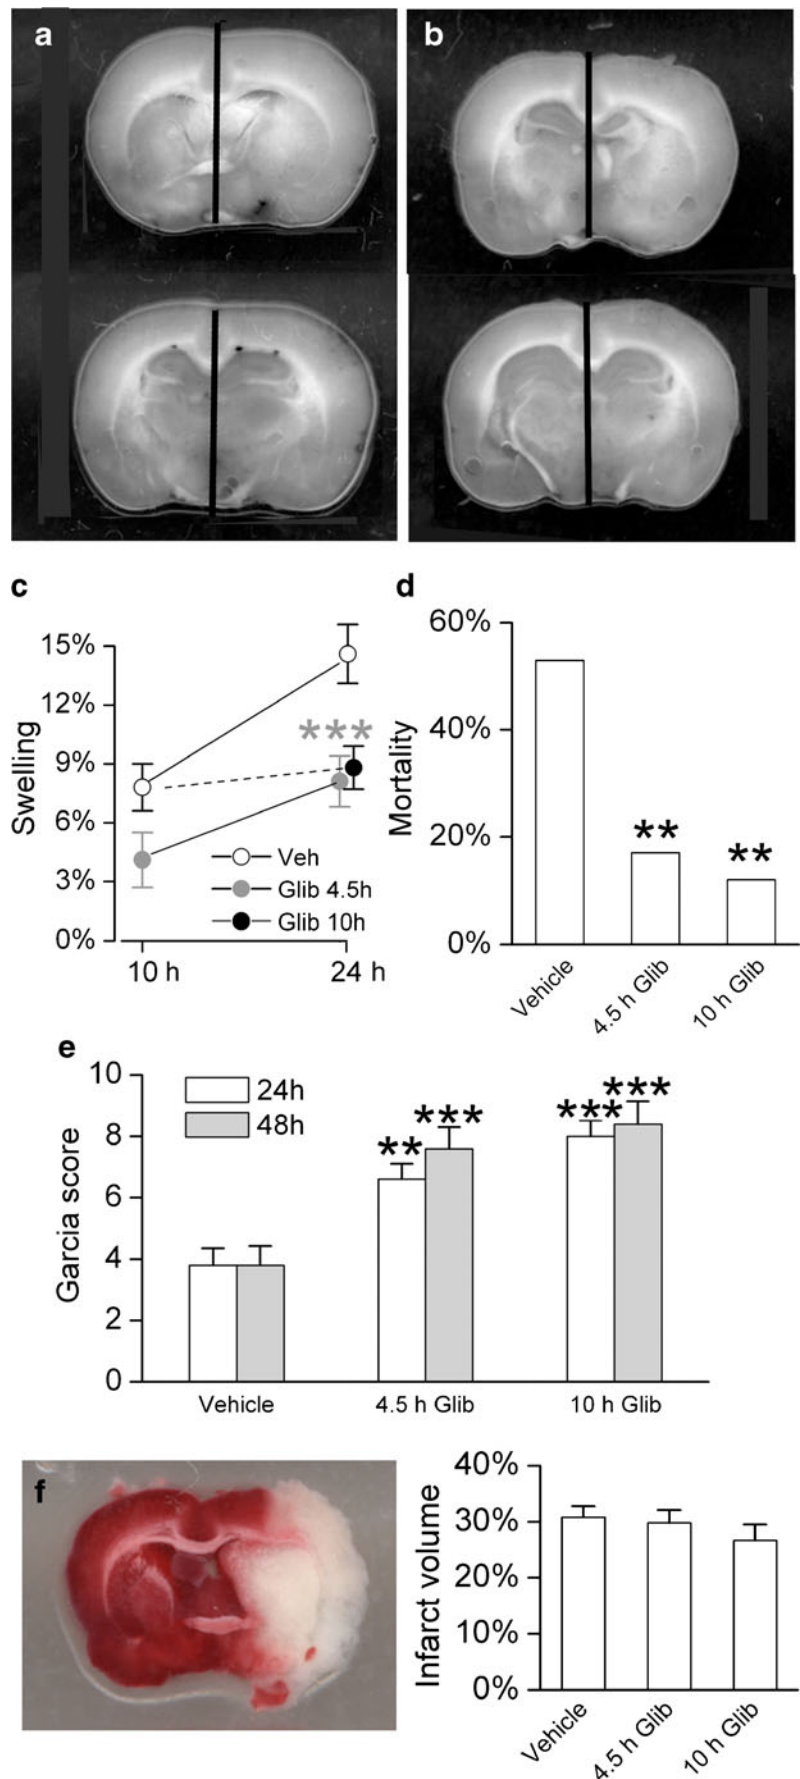 a
b
c
d
Swelling
15%
12%
9%
6%
3%
0%
***
Veh
Glib 4.5h
Glib 10h
10 h
24 h
Mortality
60%
40%
20%
0%
**
**
Vehicle
4.5 h Glib
10 h Glib
e
Garcia score
10
8
6
4
2
0
24h
48h
**
***
***
***
Vehicle
4.5 h Glib
10 h Glib
f
Infarct volume
40%
30%
20%
10%
0%
Vehicle
4.5 h Glib
10 h Glib